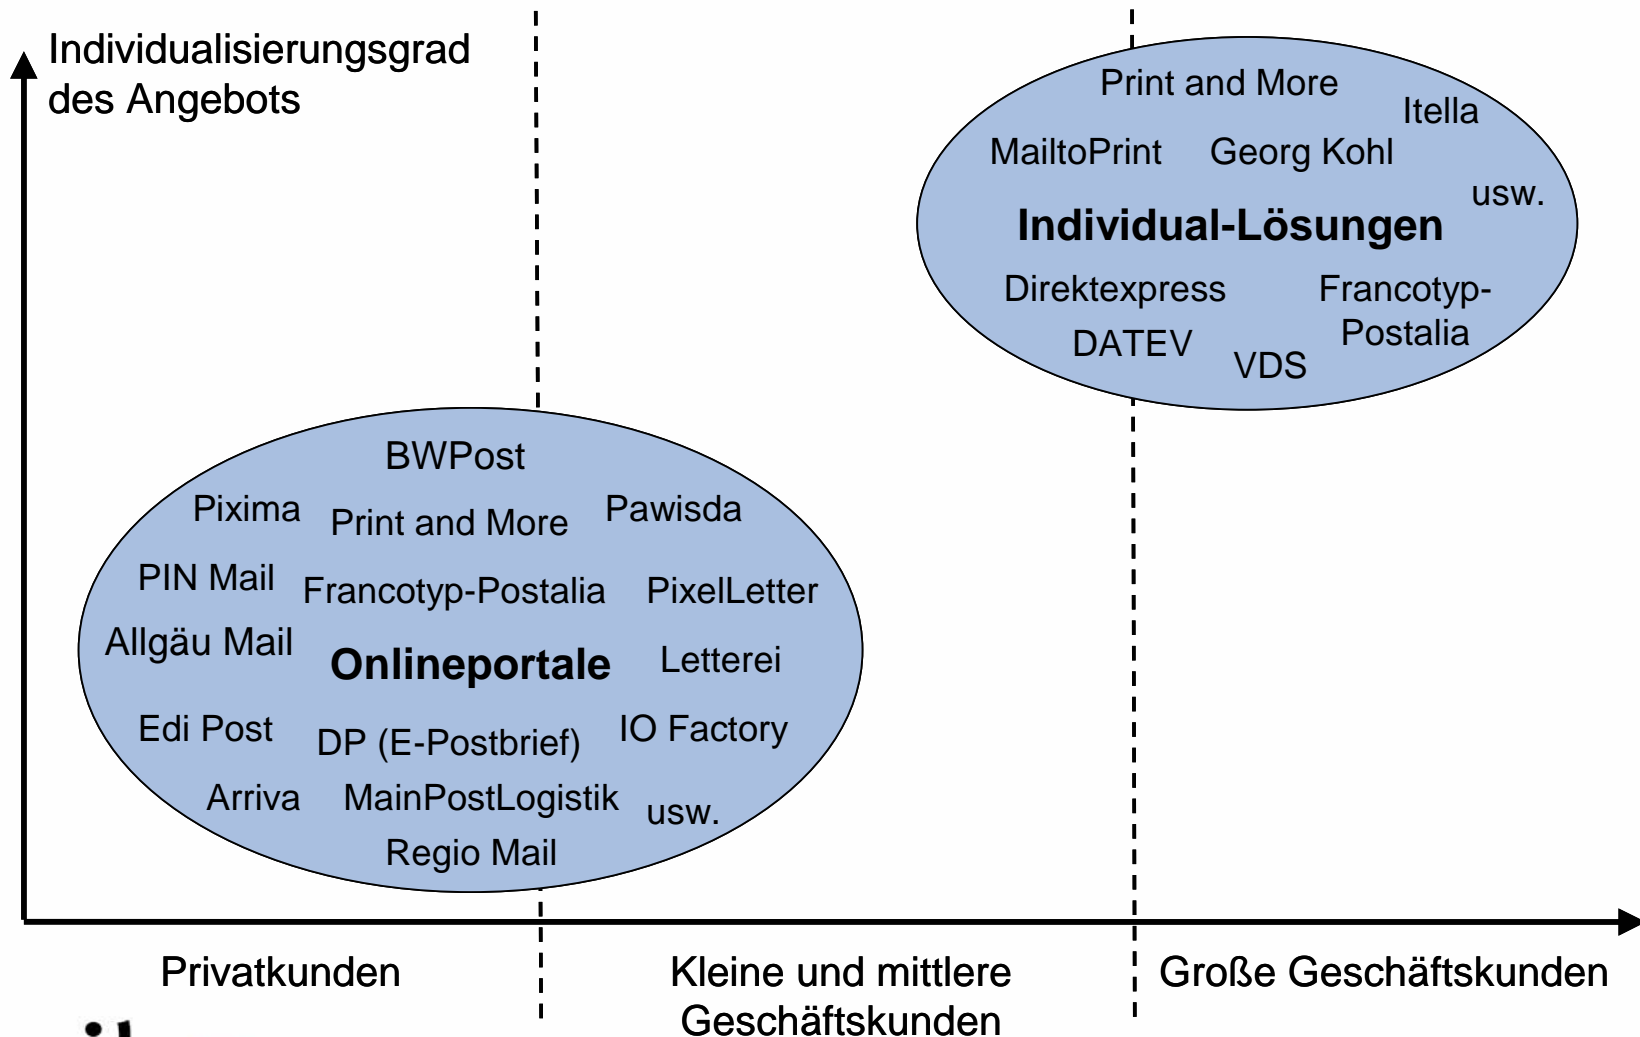 Individualisierungsgrad
des Angebots
Print and More
Itella
MailtoPrint
Georg Kohl
usw.
Individual-Lösungen
Direktexpress
Francotyp-
Postalia
DATEV
VDS
BWPost
Pixima
Print and More
Pawisda
PIN Mail
Francotyp-Postalia
PixelLetter
Allgäu Mail
Onlineportale
Letterei
Edi Post
DP (E-Postbrief)
IO Factory
Arriva
MainPostLogistik
usw.
Regio Mail
Privatkunden
Kleine und mittlere
Geschäftskunden
Große Geschäftskunden